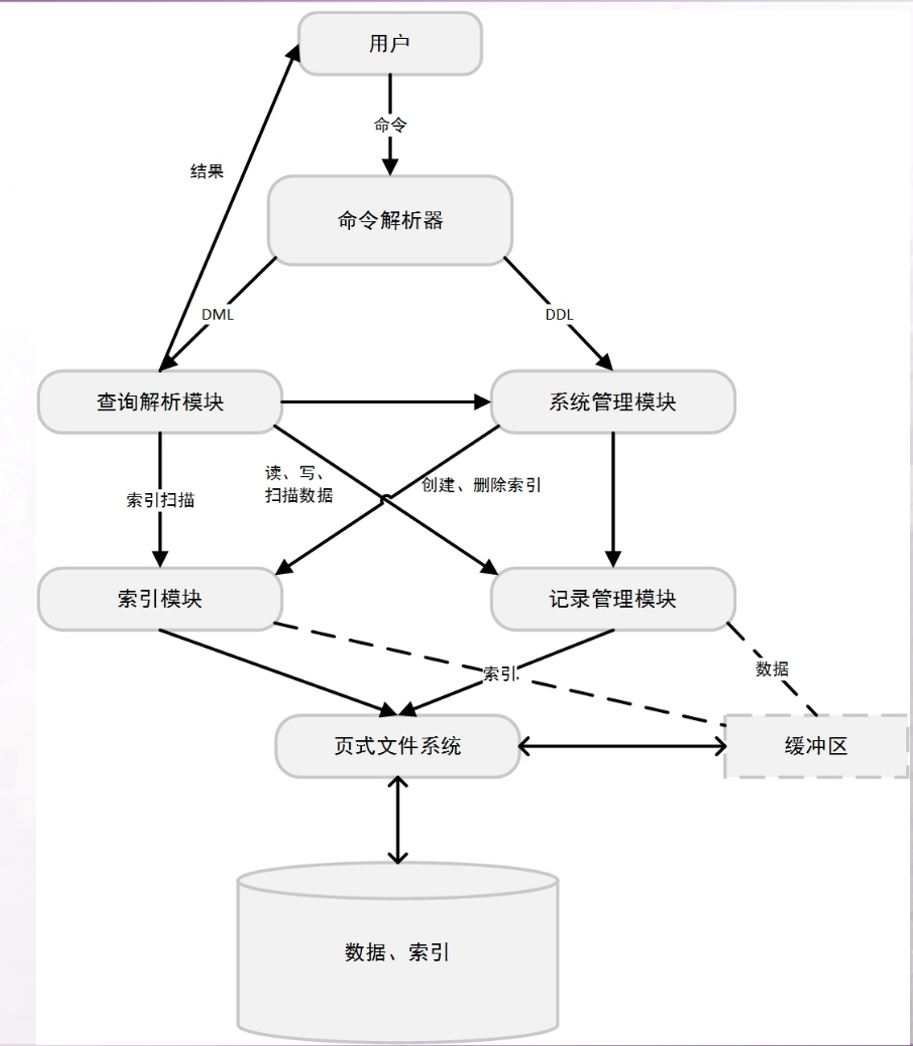 用户
命令
结果
命令解析器
DML
DDL
查询解析模块
系统管理模块
读、写、
扫描数据
创建、删除索引
索引扫描
索引模块
记录管理模块
索引
数据
页式文件系统
缓冲区
数据、索引